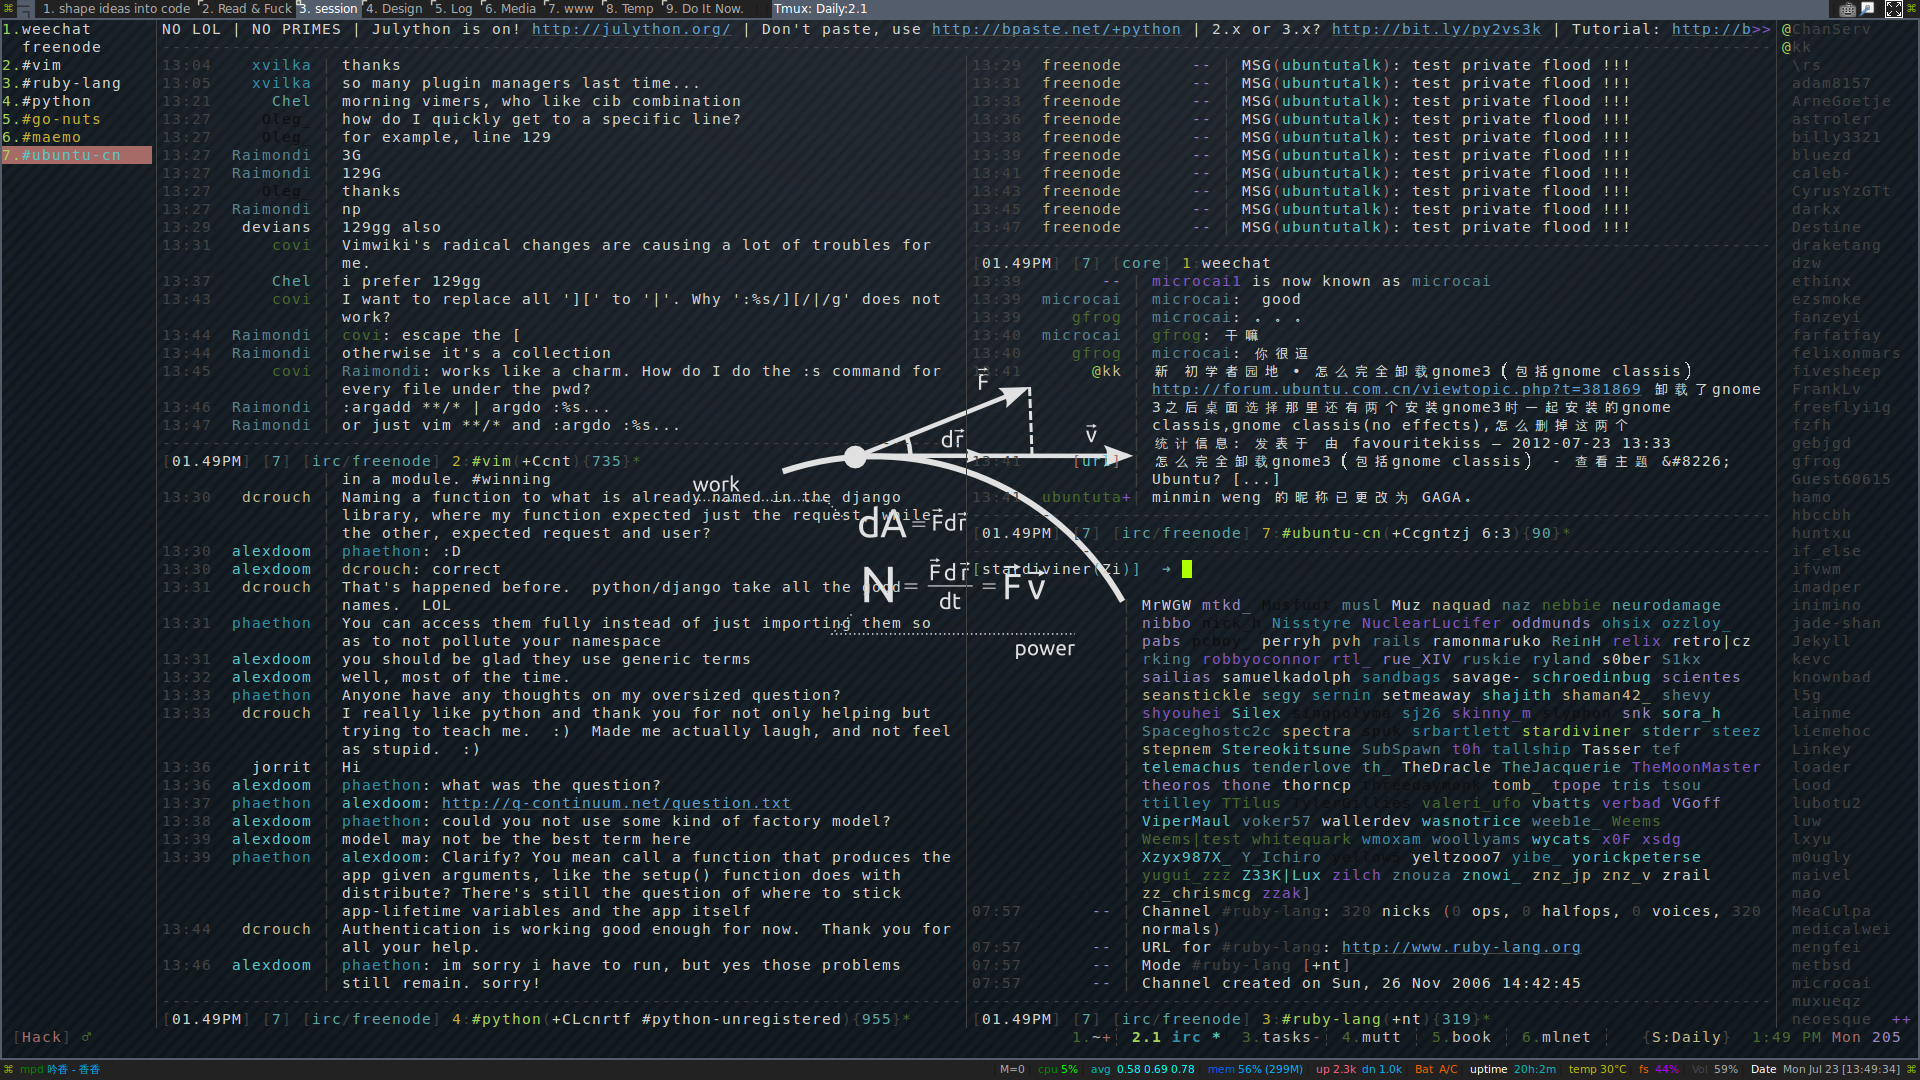 1. shape ideas into code 2. Read & Fuck 3. session 4. Design 5. Log 6. Media 7. www 8. Temp 9. Do It Now. Tmux: Daily:2.1
1.weechat
freenode
2.#vim
3.#ruby-lang
4.#python
5.#go-nuts
6.#maemo
7.#ubuntu-cn
NO LOL | NO PRIMES | Julython is on! http://julython.org/ | Don't paste, use http://bpaste.net/+python | 2.x or 3.x? http://bit.ly/py2vs3k | Tutorial: http://b>>
13:04 xvilka | thanks
13:05 xvilka | so many plugin managers last time...
13:21 Chel | morning vimers, who like cib combination
13:27 Oleg_ | how do I quickly get to a specific line?
13:27 Oleg_ | for example, line 129
13:27 Raimondi | 3G
13:27 Raimondi | 129G
13:27 Oleg_ | thanks
13:27 Raimondi | np
13:29 devians | 129gg also
13:31 covi | Vimwiki's radical changes are causing a lot of troubles for
| me.
13:37 Chel | i prefer 129gg
13:43 covi | I want to replace all '][' to '|'. Why ':%s/][/|/g' does not
| work?
13:44 Raimondi | covi: escape the [
13:44 Raimondi | otherwise it's a collection
13:45 covi | Raimondi: works like a charm. How do I do the :s command for
| every file under the pwd?
13:46 Raimondi | :argadd **/* | argdo :%s...
13:47 Raimondi | or just vim **/* and :argdo :%s...
[01.49PM] [7] [irc/freenode] 2:#vim(+Ccnt){735}*
| in a module. #winning
13:30 dcrouch | Naming a function to what is already named in the django
| library, where my function expected just the request, while
| the other, expected request and user?
13:30 alexdoom | phaethon: :D
13:30 alexdoom | dcrouch: correct
13:31 dcrouch | That's happened before. python/django take all the good
| names. LOL
13:31 phaethon | You can access them fully instead of just importing them so
| as to not pollute your namespace
13:31 alexdoom | you should be glad they use generic terms
13:32 alexdoom | well, most of the time.
13:33 phaethon | Anyone have any thoughts on my oversized question?
13:33 dcrouch | I really like python and thank you for not only helping but
| trying to teach me. :) Made me actually laugh, and not feel
| as stupid. :)
13:36 jorrit | Hi
13:36 alexdoom | phaethon: what was the question?
13:37 phaethon | alexdoom: http://q-continuum.net/question.txt
13:38 alexdoom | phaethon: could you not use some kind of factory model?
13:39 alexdoom | model may not be the best term here
13:39 phaethon | alexdoom: Clarify? You mean call a function that produces the
| app given arguments, like the setup() function does with
| distribute? There's still the question of where to stick
| app-lifetime variables and the app itself
13:44 dcrouch | Authentication is working good enough for now. Thank you for
| all your help.
13:46 alexdoom | phaethon: im sorry i have to run, but yes those problems
| still remain. sorry!
[01.49PM] [7] [irc/freenode] 4:#python(+CLcnrtf #python-unregistered){955}*
13:29 freenode -- | MSG(ubuntutalk): test private flood !!!
13:31 freenode -- | MSG(ubuntutalk): test private flood !!!
13:33 freenode -- | MSG(ubuntutalk): test private flood !!!
13:36 freenode -- | MSG(ubuntutalk): test private flood !!!
13:38 freenode -- | MSG(ubuntutalk): test private flood !!!
13:39 freenode -- | MSG(ubuntutalk): test private flood !!!
13:41 freenode -- | MSG(ubuntutalk): test private flood !!!
13:43 freenode -- | MSG(ubuntutalk): test private flood !!!
13:45 freenode -- | MSG(ubuntutalk): test private flood !!!
13:47 freenode -- | MSG(ubuntutalk): test private flood !!!
[01.49PM] [7] [core] 1:weechat
13:39 -- | microcai1 is now known as microcai
13:39 microcai | microcai: good
13:39 gfrog | microcai: 。。。
13:40 microcai | gfrog: 干嘛
13:40 gfrog | microcai: 你很逗
13:41 @kk | 新 初学者园地 • 怎么完全卸载gnome3（包括gnome classis）
| http://forum.ubuntu.com.cn/viewtopic.php?t=381869 卸载了gnome
| 3之后桌面选择那里还有两个安装gnome3时一起安装的gnome
| classis,gnome classis(no effects),怎么删掉这两个
| 统计信息: 发表于 由 favouritekiss — 2012-07-23 13:33
13:41 [url] | 怎么完全卸载gnome3（包括gnome classis） - 查看主题 &#8226;
| Ubuntu? [...]
13:41 ubuntuta+| minmin weng 的昵称已更改为 GAGA。
[01.49PM] [7] [irc/freenode] 7:#ubuntu-cn(+Ccgntzj 6:3){90}*
[stardiviner(Zi)] ➜
F
dr
v
work
dA=Fdr
N=Fdr/dt=Fv
power
| MrWGW mtkd_ Musfuut musl Muz naquad naz nebbie neurodamage
| nibbo nick_h Nisstyre NuclearLucifer oddmunds ohsix ozzloy_
| pabs pcboy_ perryh pvh rails ramonmaruko ReinH relix retro|cz
| rking robbyoconnor rtl_ rue_XIV ruskie ryland s0ber S1kx
| sailias samuelkadolph sandbags savage- schroedinbug scientes
| seanstickle segy sernin setmeaway shajith shaman42_ shevy
| shyouhei Silex singpolyma sj26 skinny_m slyphon snk sora_h
| Spaceghostc2c spectra spuk srbartlett stardiviner stderr steez
| stepnem Stereokitsune SubSpawn t0h tallship Tasser tef
| telemachus tenderlove th_ TheDracle TheJacquerie TheMoonMaster
| theoros thone thorncp threedaymonk tomb_ tpope tris tsou
| ttilley TTilus TylerGillies valeri_ufo vbatts verbad VGoff
| ViperMaul voker57 wallerdev wasnotrice weeb1e_ Weems
| Weems|test whitequark wmoxam woollyams wycats x0F xsdg
| Xzyx987X_ Y_Ichiro yellow5 yeltzooo7 yibe_ yorickpeterse
| yugui_zzz Z33K|Lux zilch znouza znowi_ znz_jp znz_v zrail
| zz_chrismcg zzak]
07:57 -- | Channel #ruby-lang: 320 nicks (0 ops, 0 halfops, 0 voices, 320
| normals)
07:57 -- | URL for #ruby-lang: http://www.ruby-lang.org
07:57 -- | Mode #ruby-lang [+nt]
07:57 -- | Channel created on Sun, 26 Nov 2006 14:42:45
[01.49PM] [7] [irc/freenode] 3:#ruby-lang(+nt){319}*
@ChanServ
@kk
\rs
adam8157
ArneGoetje
astroler
billy3321
bluezd
caleb-
CyrusYzGTt
darkx
Destine
draketang
dzw
ethinx
ezsmoke
fanzeyi
farfatfay
felixonmars
fivesheep
FrankLv
freeflyi1g
fzfh
gebjgd
gfrog
Guest60615
hamo
hbccbh
huntxu
if_else
ifvwm
imadper
inimino
jade-shan
Jekyll
kevc
knownbad
l5g
lainme
liemehoc
Linkey
loader
lood
lubotu2
luw
lxyu
m0ugly
maivel
mao
MeaCulpa
medicalwei
mengfei
metbsd
microcai
muxueqz
neoesque ++
[Hack] ♂ 1.~+ 2.1 irc * 3.tasks- 4.mutt 5.book 6.mlnet {S:Daily} 1:49 PM Mon 205
mpd 吟香 - 香香 M=0 cpu 5% avg 0.58 0.69 0.78 mem 56% (299M) up 2.3k dn 1.0k Bat A/C uptime 20h:2m temp 30°C fs 44% Vol 59% Date Mon Jul 23 [13:49:34]